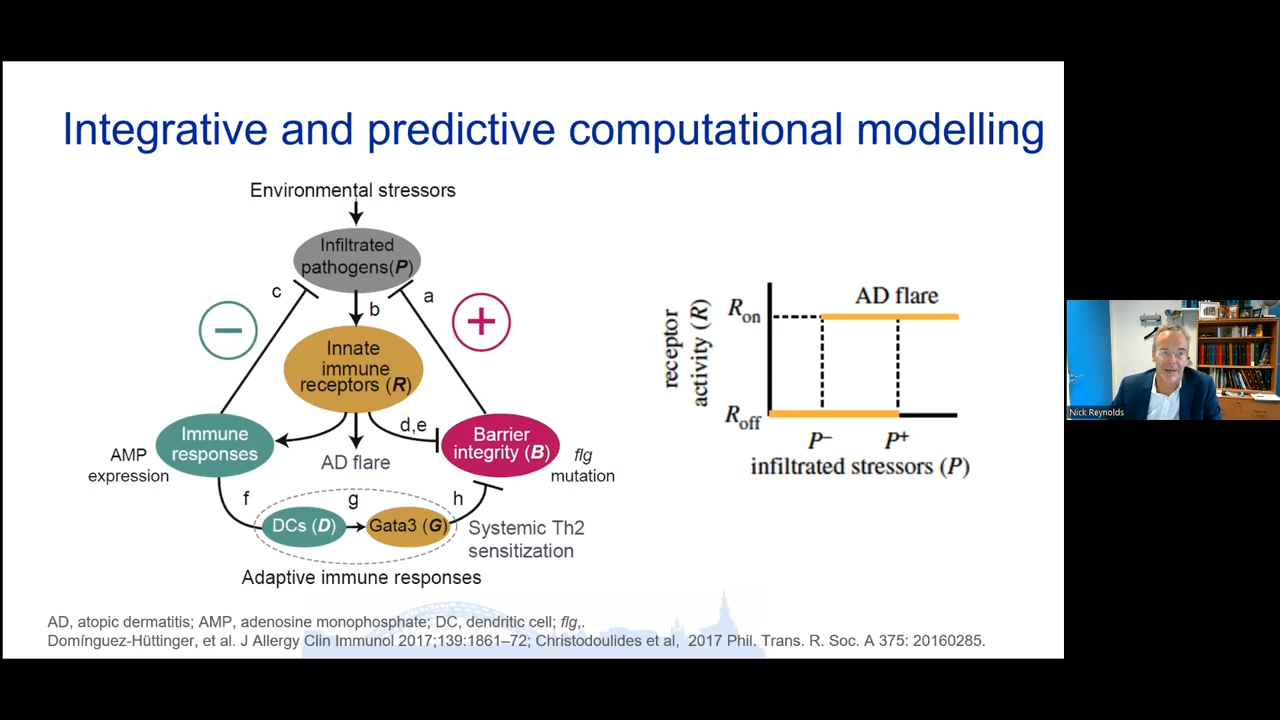 Integrative and predictive computational modelling
Environmental stressors
Infiltrated
pathogens(P)
c
a
b
−
+
Innate
immune
receptors (R)
Immune
responses
d,e
Barrier
integrity (B)
AMP
expression
AD flare
flg
mutation
f
g
h
DCs (D)
Gata3 (G)
Systemic Th2
sensitization
Adaptive immune responses
receptor
activity (R)
Ron
AD flare
Roff
P−
P+
infiltrated stressors (P)
AD, atopic dermatitis; AMP, adenosine monophosphate; DC, dendritic cell; flg,.
Domínguez-Hüttinger, et al. J Allergy Clin Immunol 2017;139:1861–72; Christodoulides et al, 2017 Phil. Trans. R. Soc. A 375: 20160285.
Nick Reynolds